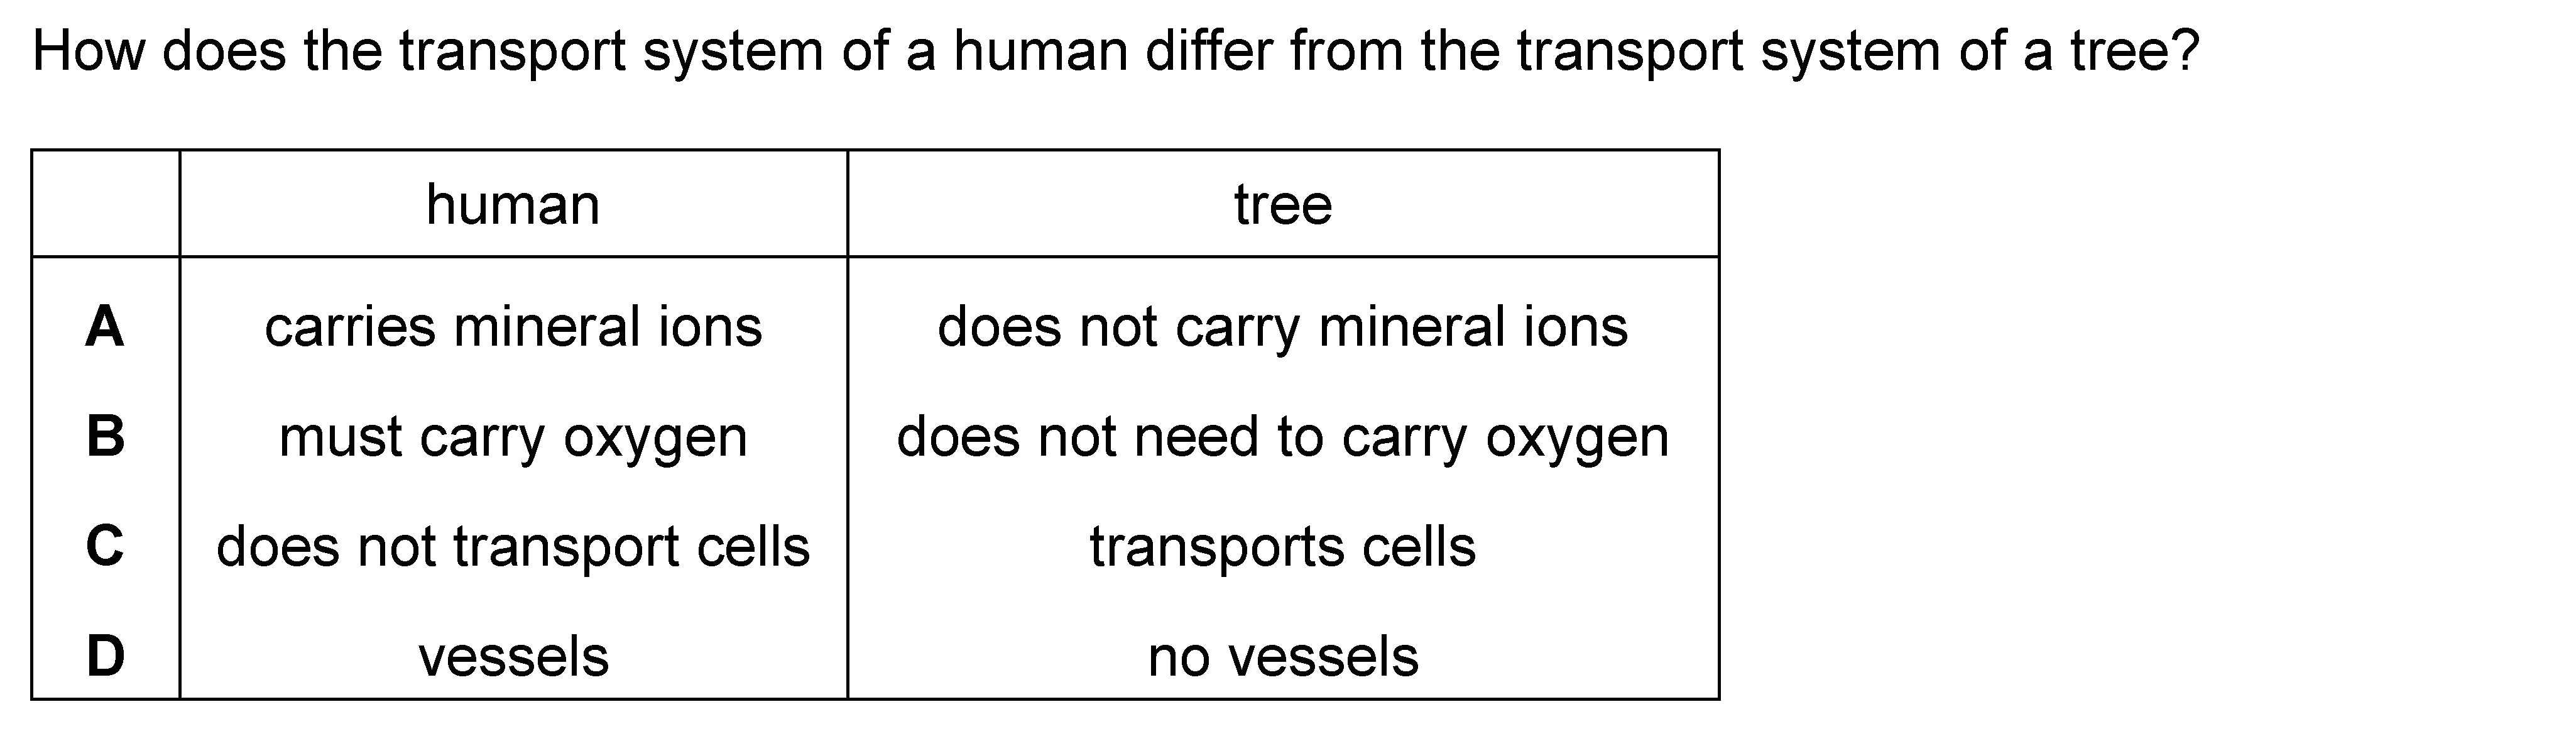 How does the transport system of a human differ from the transport system of a tree?
human tree
A carries mineral ions does not carry mineral ions
B must carry oxygen does not need to carry oxygen
C does not transport cells transports cells
D vessels no vessels